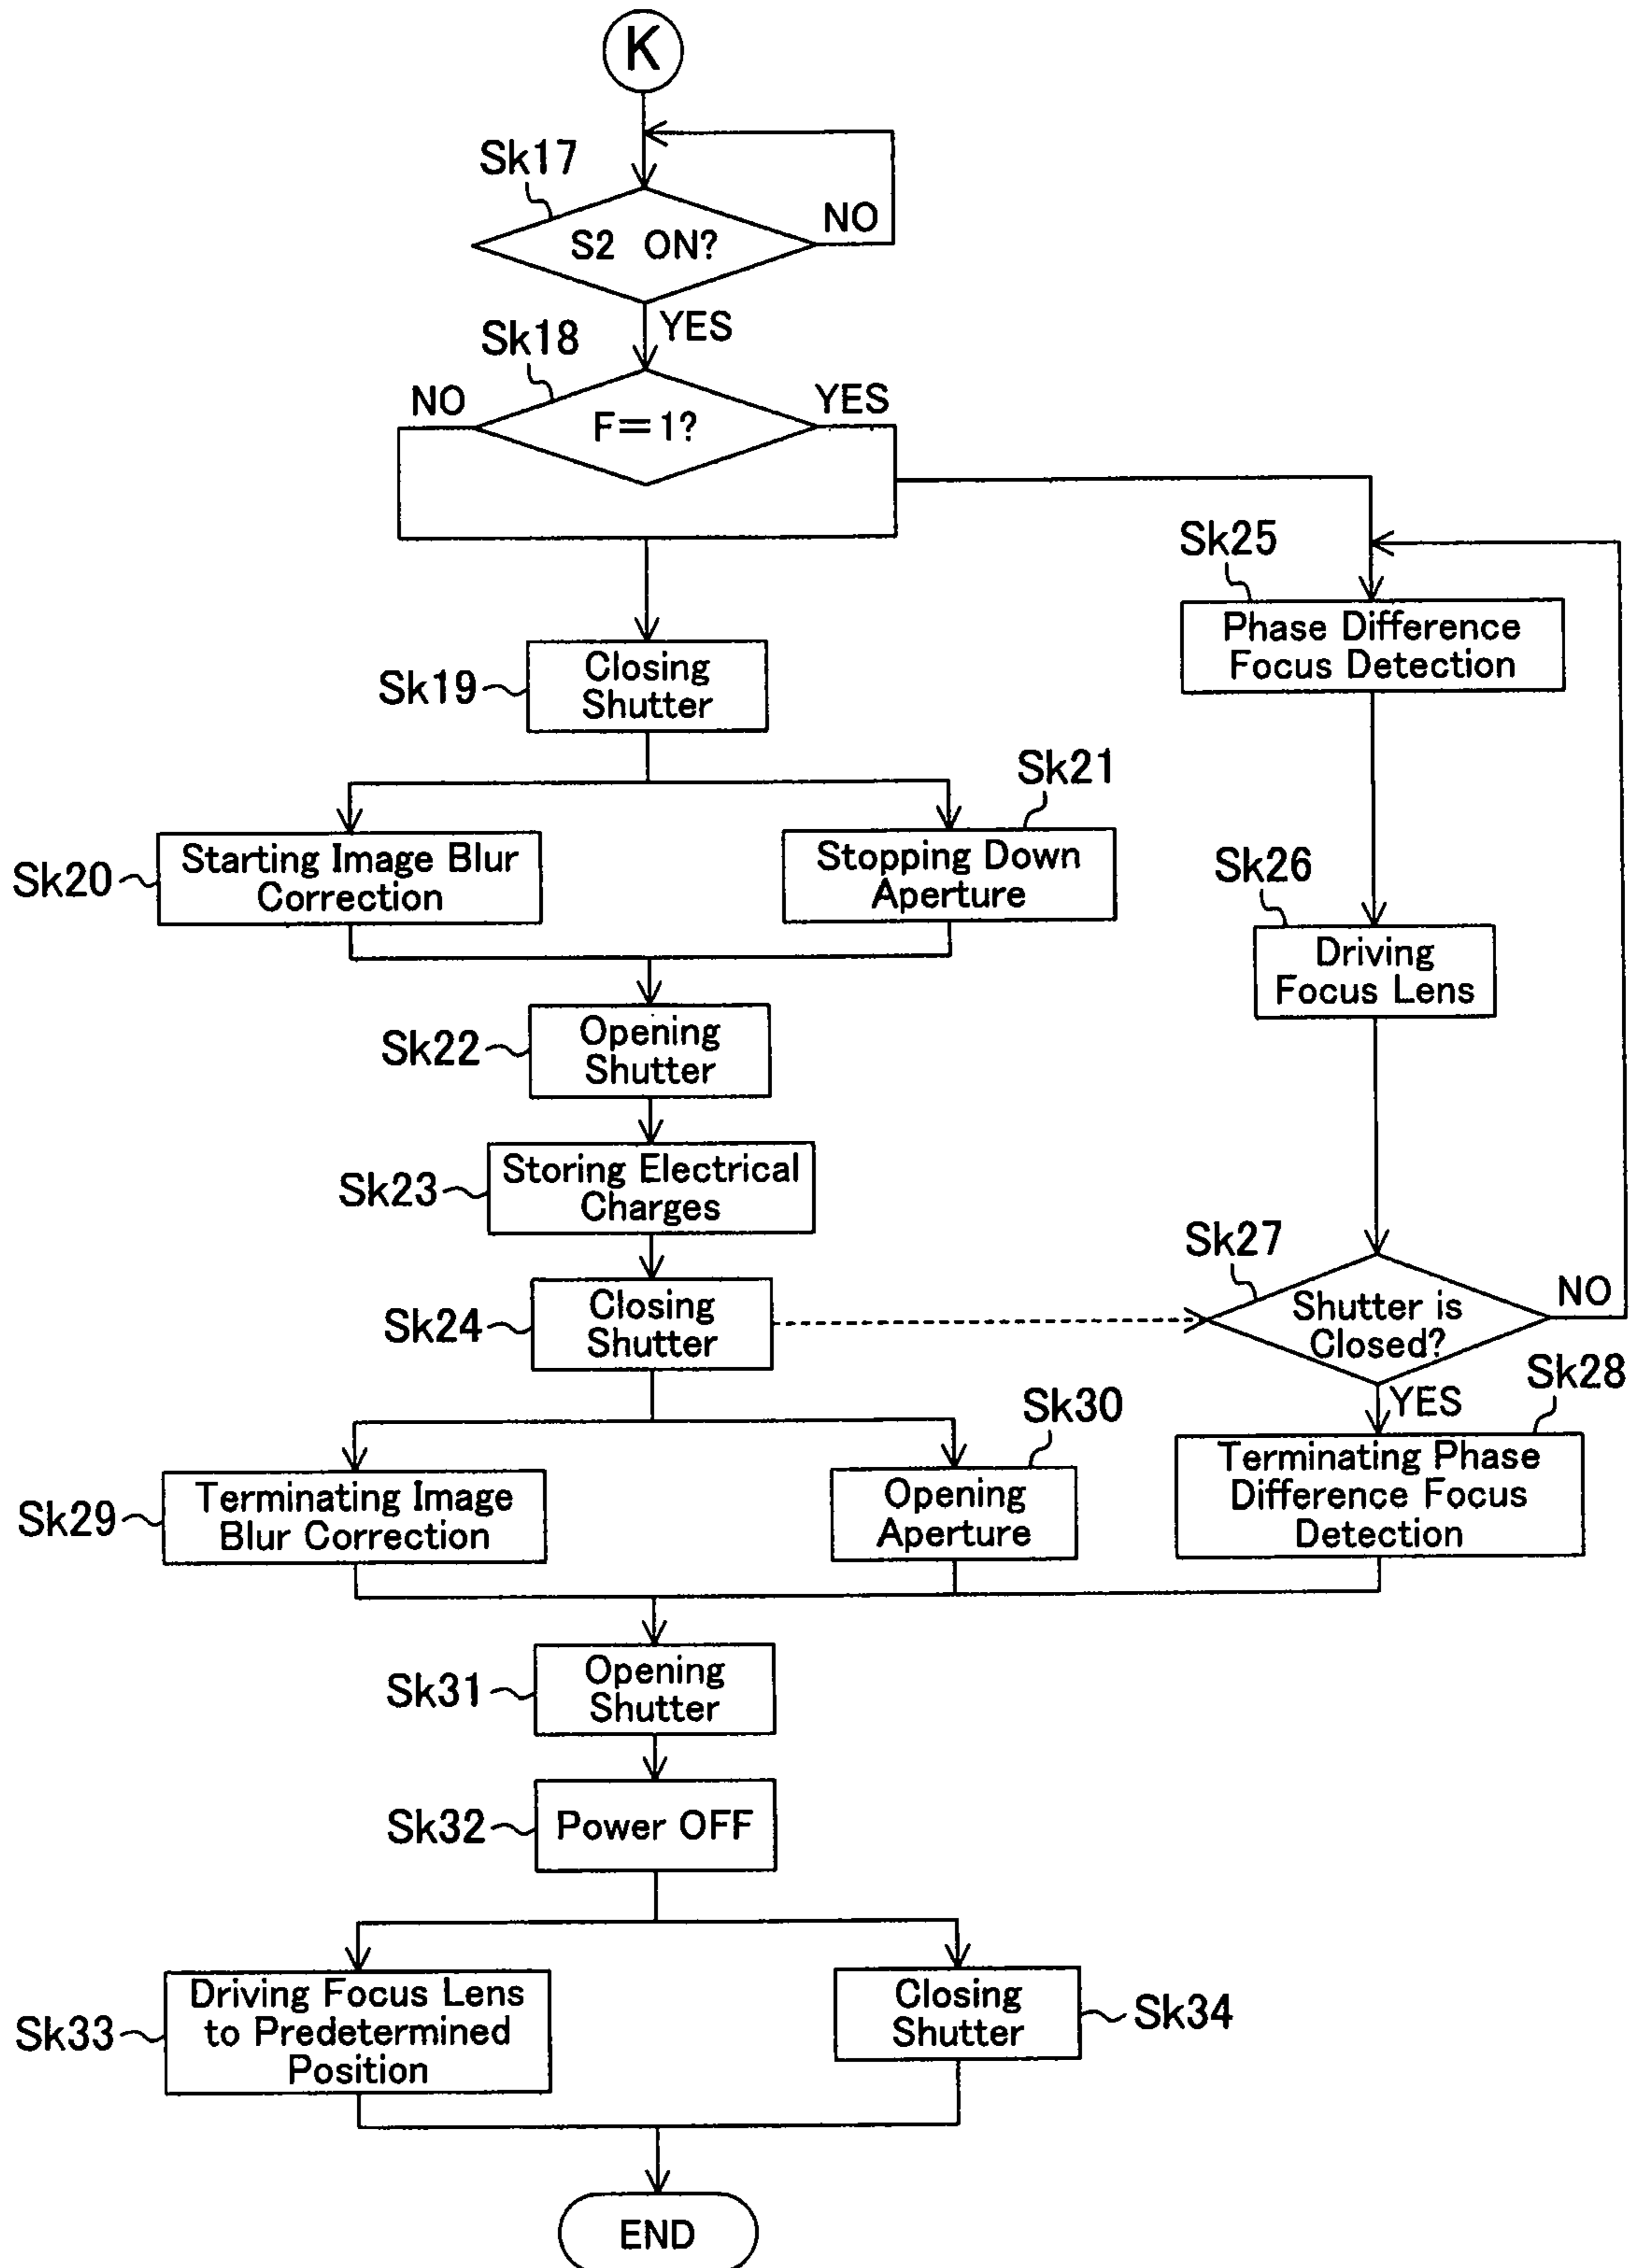 K
Sk17
S2 ON?
NO
YES
Sk18
F=1?
NO
YES
Sk19
Closing
Shutter
Sk20
Starting Image Blur
Correction
Sk21
Stopping Down
Aperture
Sk22
Opening
Shutter
Sk23
Storing Electrical
Charges
Sk24
Closing
Shutter
Sk25
Phase Difference
Focus Detection
Sk26
Driving
Focus Lens
Sk27
Shutter is
Closed?
NO
YES
Sk28
Terminating Phase
Difference Focus
Detection
Sk29
Terminating Image
Blur Correction
Sk30
Opening
Aperture
Sk31
Opening
Shutter
Sk32
Power OFF
Sk33
Driving Focus Lens
to Predetermined
Position
Closing
Shutter
Sk34
END